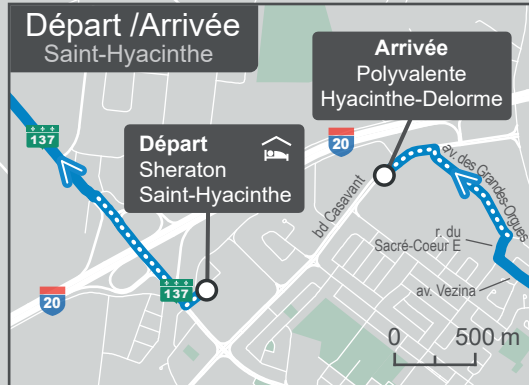 Départ /Arrivée
Saint-Hyacinthe
Arrivée
Polyvalente
Hyacinthe-Delorme
137
20
Départ
Sheraton
Saint-Hyacinthe
av. des Grandes-Orgues
bd Casavant
r. du
Sacré-Coeur E
137
20
av. Vezina
0 500 m